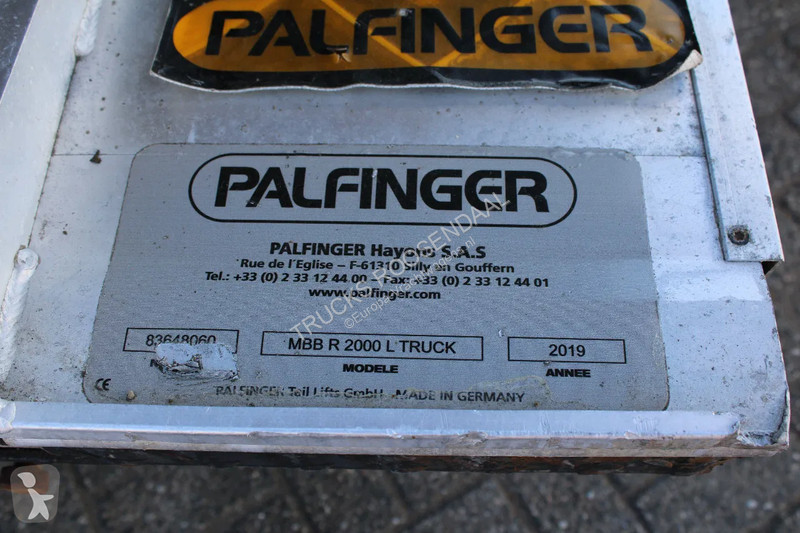 PALFINGER
PALFINGER
PALFINGER Hayons S.A.S
Rue de l'Eglise – F-61310 Silly en Gouffern
Tel.: +33 (0) 2 33 12 44 00 – Fax: +33 (0) 2 33 12 44 01
www.palfinger.com
83648060 MBB R 2000 L TRUCK 2019
MODELE ANNEE
CE PALFINGER Tail Lifts GmbH - MADE IN GERMANY
TRUCKS ROOSENDAAL